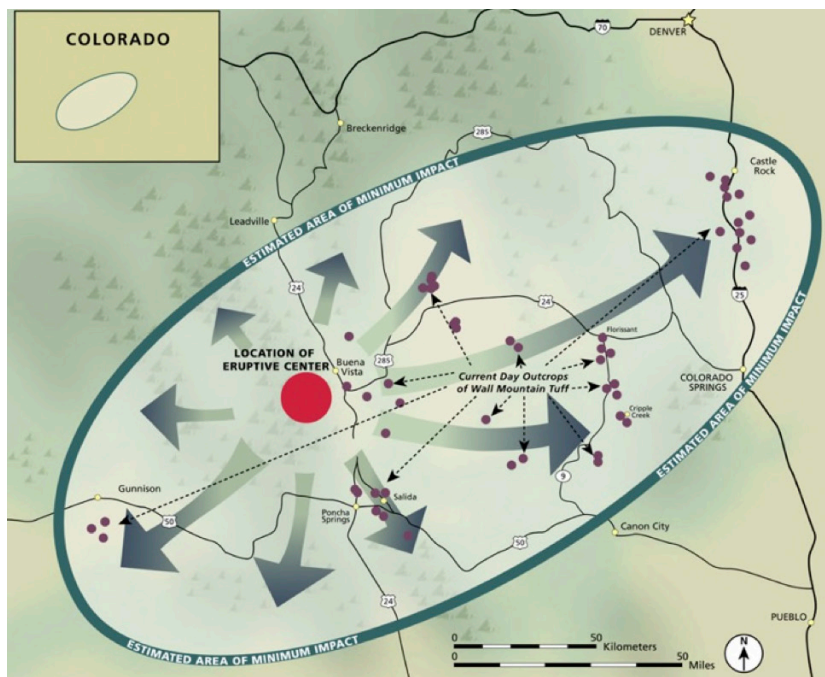 COLORADO
70
DENVER
Breckenridge
285
Castle
Rock
ESTIMATED AREA OF MINIMUM IMPACT
Leadville
24
24
25
Florissant
LOCATION OF
ERUPTIVE CENTER
Buena
Vista
285
Current Day Outcrops
of Wall Mountain Tuff
COLORADO
SPRINGS
Cripple
Creek
ESTIMATED AREA OF MINIMUM IMPACT
9
Gunnison
50
Salida
Poncha
Springs
Canon City
50
24
PUEBLO
ESTIMATED AREA OF MINIMUM IMPACT
0 50
Kilometers
0 50
Miles
N